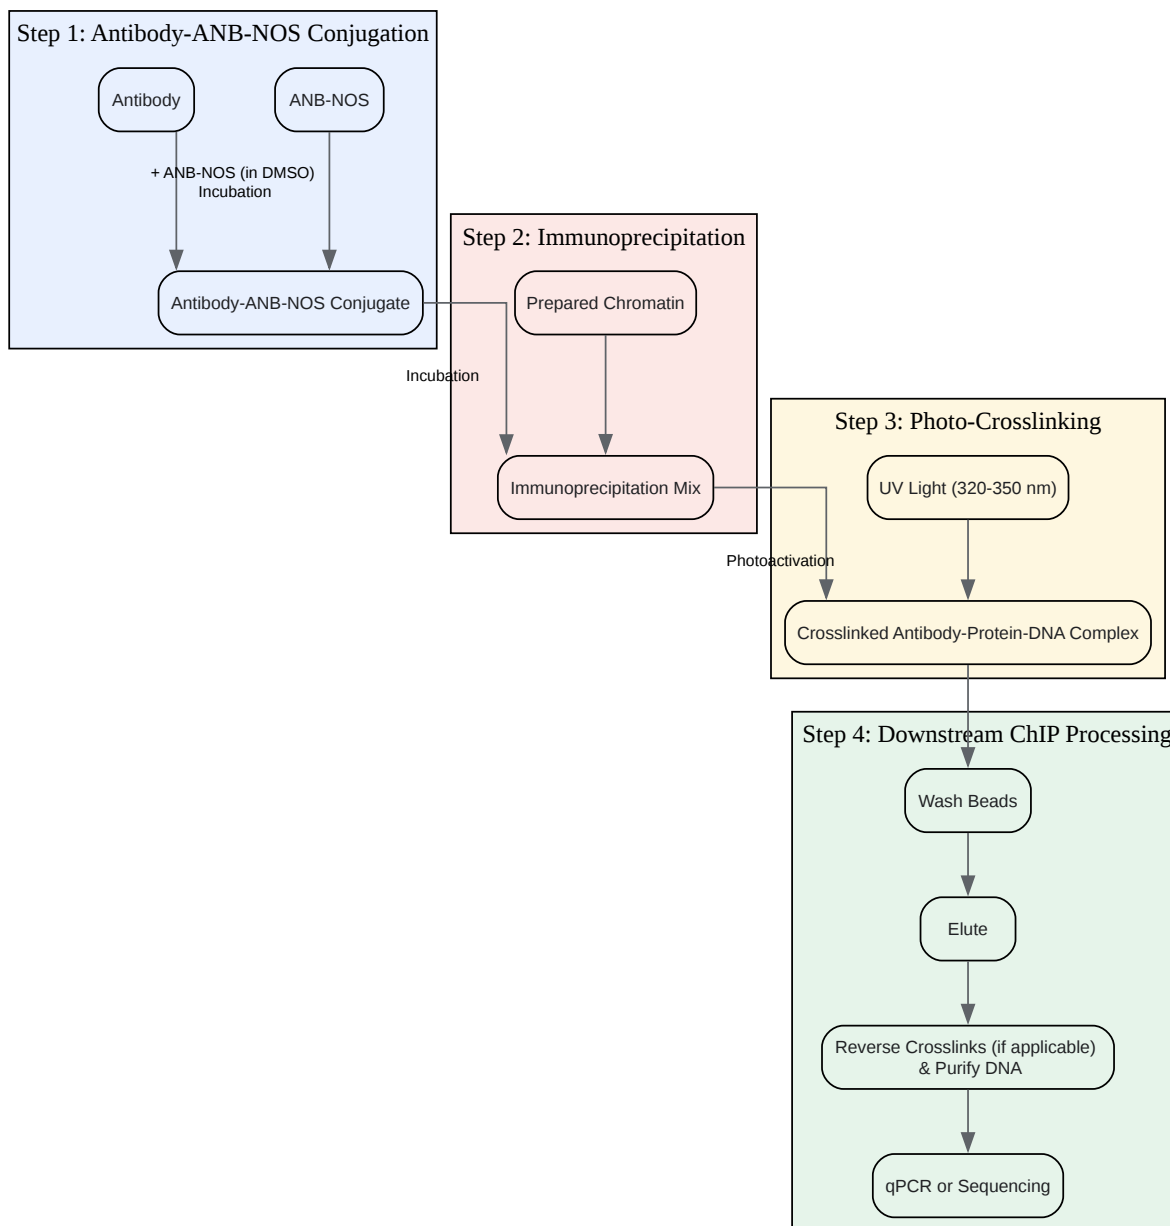 Step 1: Antibody-ANB-NOS Conjugation
Antibody
ANB-NOS
+ ANB-NOS (in DMSO)
Incubation
Antibody-ANB-NOS Conjugate
Step 2: Immunoprecipitation
Prepared Chromatin
Incubation
Immunoprecipitation Mix
Step 3: Photo-Crosslinking
UV Light (320-350 nm)
Photoactivation
Crosslinked Antibody-Protein-DNA Complex
Step 4: Downstream ChIP Processing
Wash Beads
Elute
Reverse Crosslinks (if applicable)
& Purify DNA
qPCR or Sequencing